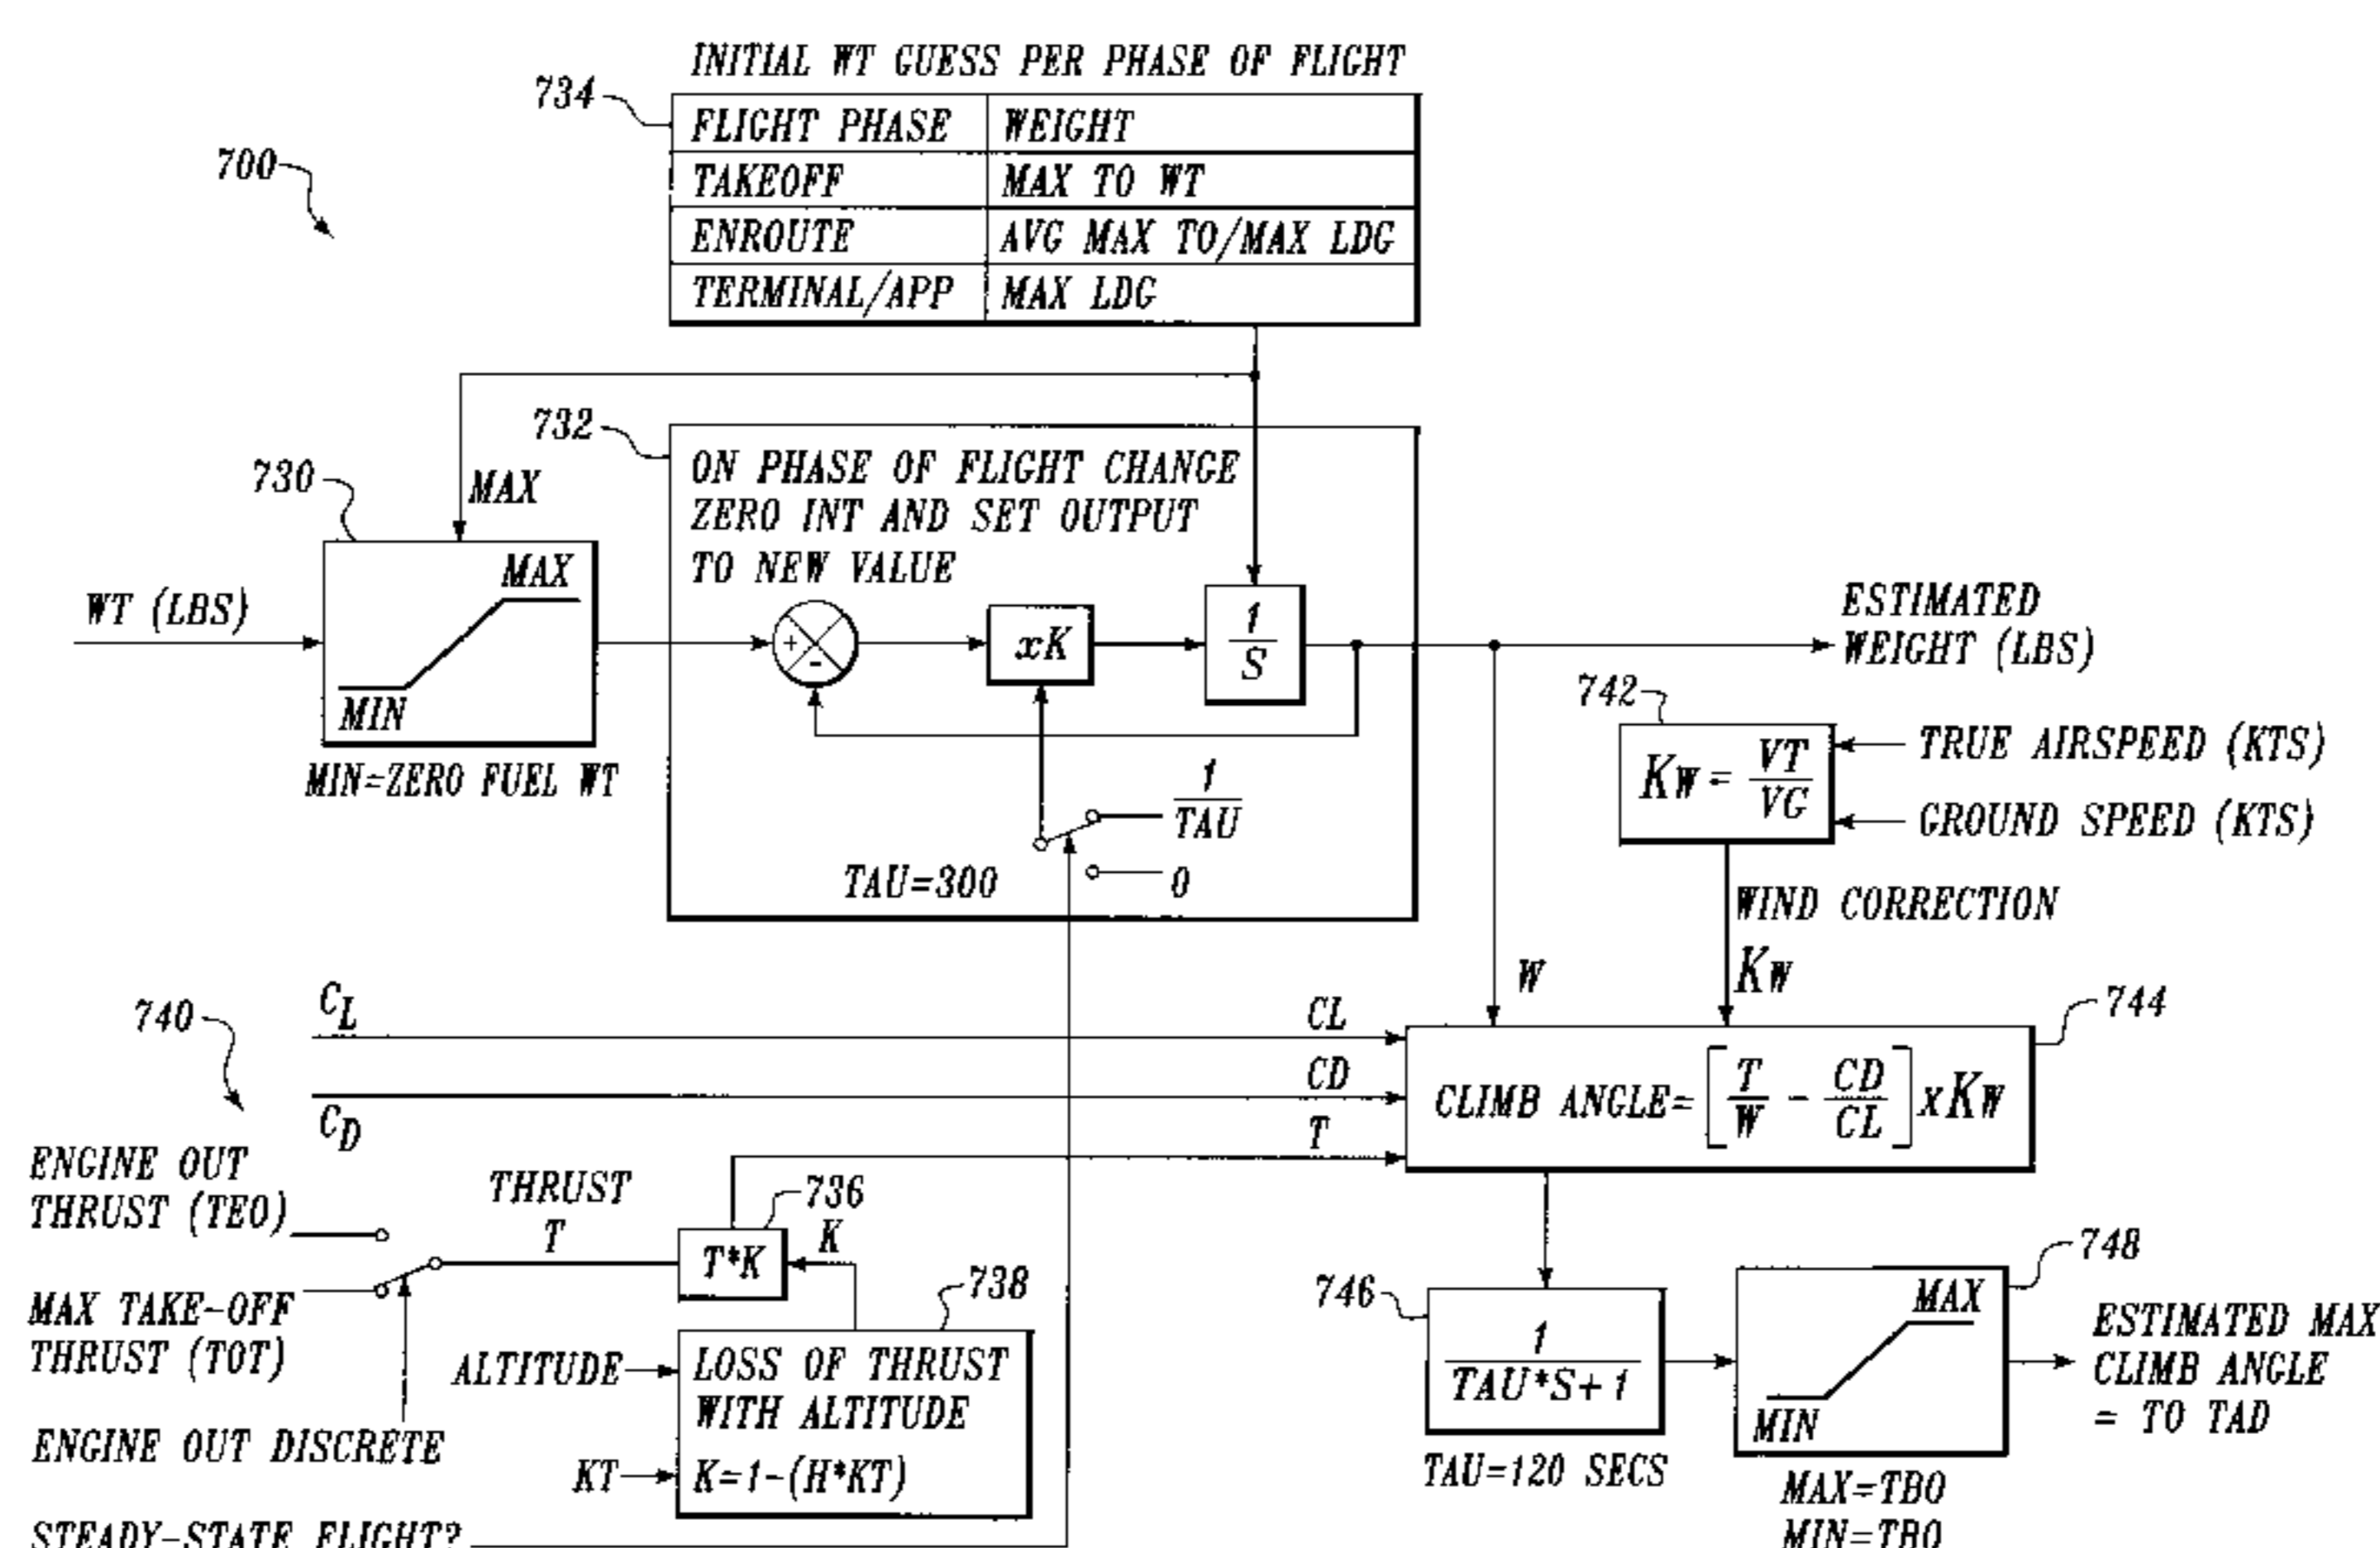 INITIAL WT GUESS PER PHASE OF FLIGHT
734
FLIGHT PHASE WEIGHT
TAKEOFF MAX TO WT
ENROUTE AVG MAX TO/MAX LDG
TERMINAL/APP MAX LDG
700
732
ON PHASE OF FLIGHT CHANGE
ZERO INT AND SET OUTPUT
TO NEW VALUE
730
MAX
WT (LBS)
MAX
MIN
MIN=ZERO FUEL WT
+
-
xK
1
S
ESTIMATED
WEIGHT (LBS)
1
TAU
0
TAU=300
742
KW = VT
VG
TRUE AIRSPEED (KTS)
GROUND SPEED (KTS)
WIND CORRECTION
W
KW
740
CL
CL
CD
CD
T
744
CLIMB ANGLE=[T/W - CD/CL] x KW
ENGINE OUT
THRUST (TEO)
MAX TAKE-OFF
THRUST (TOT)
ENGINE OUT DISCRETE
THRUST
T
736
T*K
K
738
ALTITUDE
KT
LOSS OF THRUST
WITH ALTITUDE
K=1-(H*KT)
STEADY-STATE FLIGHT?
746
1
TAU*S+1
TAU=120 SECS
748
MAX
MIN
MAX=TBO
MIN=TBO
ESTIMATED MAX
CLIMB ANGLE
= TO TAD